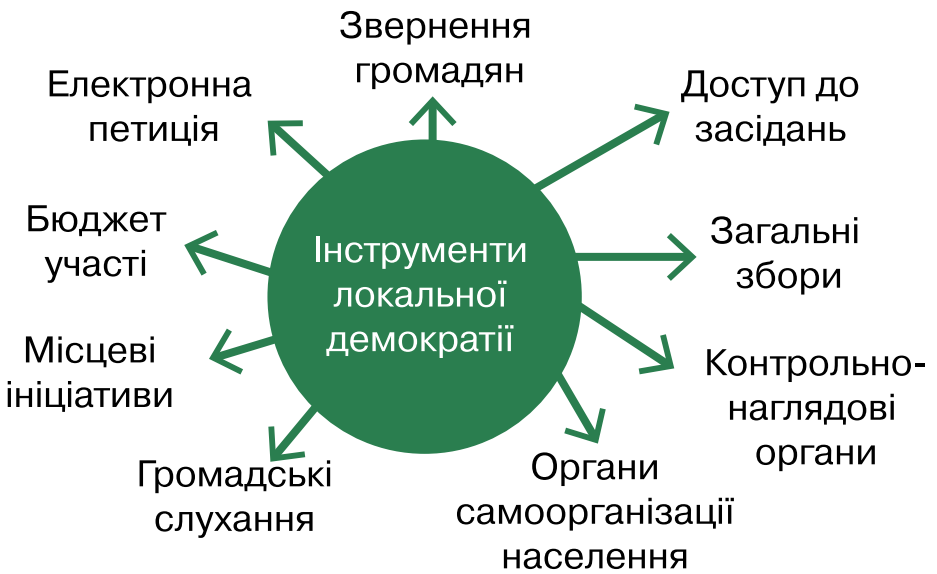 Звернення
громадян
Електронна
петиція
Доступ до
засідань
Бюджет
участі
Інструменти
локальної
демократії
Загальні
збори
Місцеві
ініціативи
Контрольно-
наглядові
органи
Громадські
слухання
Органи
самоорганізації
населення